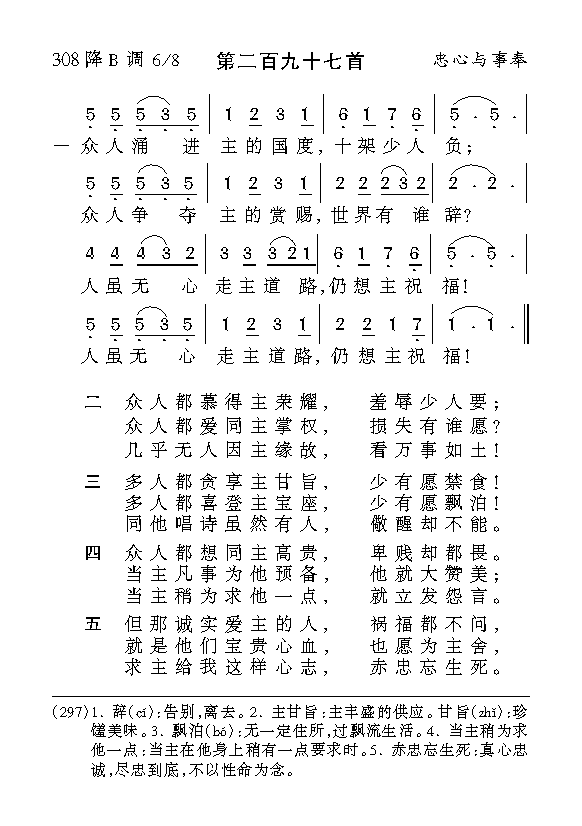 308降B调 6/8 第二百九十七首 忠心与事奉
5 5 5 3 5 | 1 2 3 1 | 6 1 7 6 | 5 · 5 · |
一 众人涌 进 主的国度，十架少人 负；
5 5 5 3 5 | 1 2 3 1 | 2 2 2 3 2 | 2 · 2 · |
众人争 夺 主的赏赐，世界有 谁辞？
4 4 4 3 2 | 3 3 3 2 1 | 6 1 7 6 | 5 · 5 · |
人虽无 心 走主道 路，仍想主祝 福！
5 5 5 3 5 | 1 2 3 1 | 2 2 1 7 | 1 · 1 · ‖
人虽无 心 走主道路，仍想主祝 福！
二 众人都慕得主荣耀， 羞辱少人要；
众人都爱同主掌权， 损失有谁愿？
几乎无人因主缘故， 看万事如土！
三 多人都贪享主甘旨， 少有愿禁食！
多人都喜登主宝座， 少有愿飘泊！
同他唱诗虽然有人， 儆醒却不能。
四 众人都想同主高贵， 卑贱却都畏。
当主凡事为他预备， 他就大赞美；
当主稍为求他一点， 就立发怨言。
五 但那诚实爱主的人， 祸福都不问，
就是他们宝贵心血， 也愿为主舍，
求主给我这样心志， 赤忠忘生死。
(297)1. 辞(cí)：告别，离去。2. 主甘旨：主丰盛的供应。甘旨(zhǐ)：珍
馐美味。3. 飘泊(bó)：无一定住所，过飘流生活。4. 当主稍为求
他一点：当主在他身上稍有一点要求时。5. 赤忠忘生死：真心忠
诚，尽忠到底，不以性命为念。